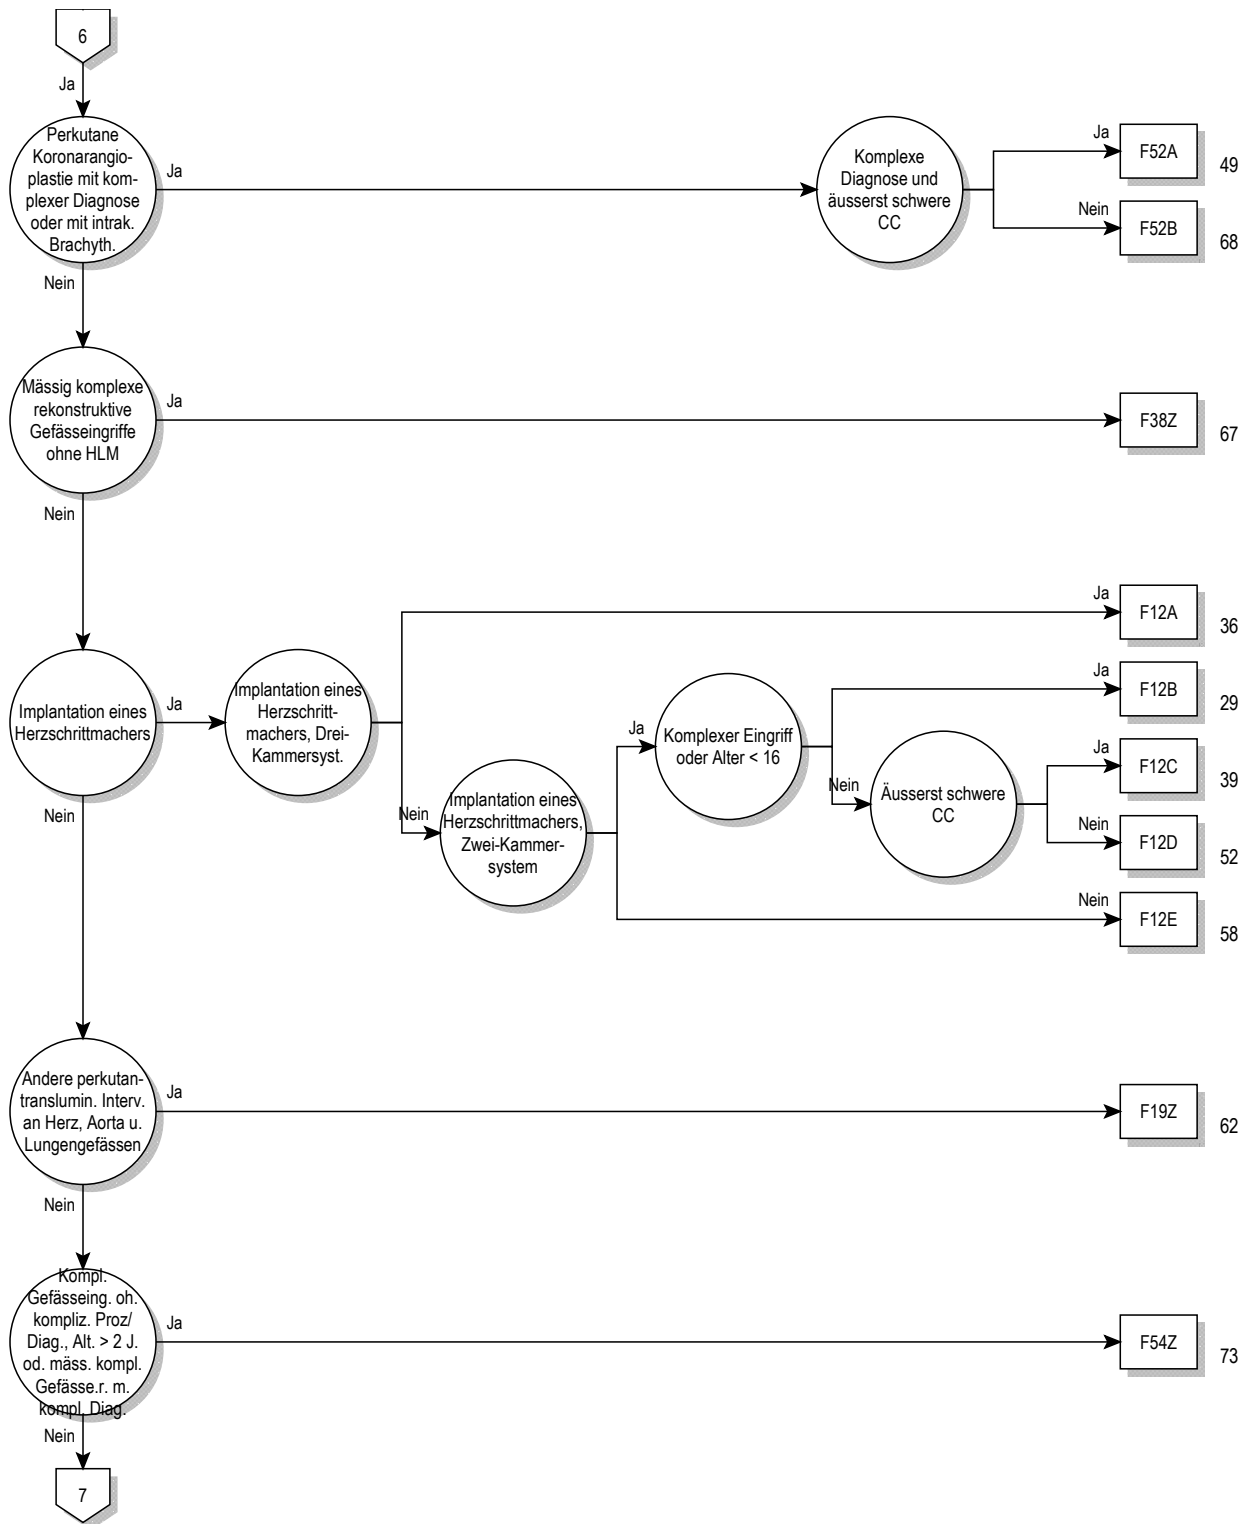 6
Ja
Perkutane
Koronarangio-
plastie mit kom-
plexer Diagnose
oder mit intrak.
Brachyth.
Ja
Komplexe
Diagnose und
äusserst schwere
CC
Ja
F52A
49
Nein
F52B
68
Nein
Mässig komplexe
rekonstruktive
Gefässeingriffe
ohne HLM
Ja
F38Z
67
Nein
Implantation eines
Herzschrittmachers
Ja
Implantation eines
Herzschritt-
machers, Drei-
Kammersyst.
Ja
F12A
36
Nein
Implantation eines
Herzschrittmachers,
Zwei-Kammer-
system
Ja
Komplexer Eingriff
oder Alter < 16
Ja
F12B
29
Nein
Äusserst schwere
CC
Ja
F12C
39
Nein
F12D
52
Nein
F12E
58
Nein
Andere perkutan-
translumin. Interv.
an Herz, Aorta u.
Lungengefässen
Ja
F19Z
62
Nein
Kompl.
Gefässeing. oh.
kompliz. Proz/
Diag., Alt. > 2 J.
od. mäss. kompl.
Gefässe.r. m.
kompl. Diag.
Ja
F54Z
73
Nein
7